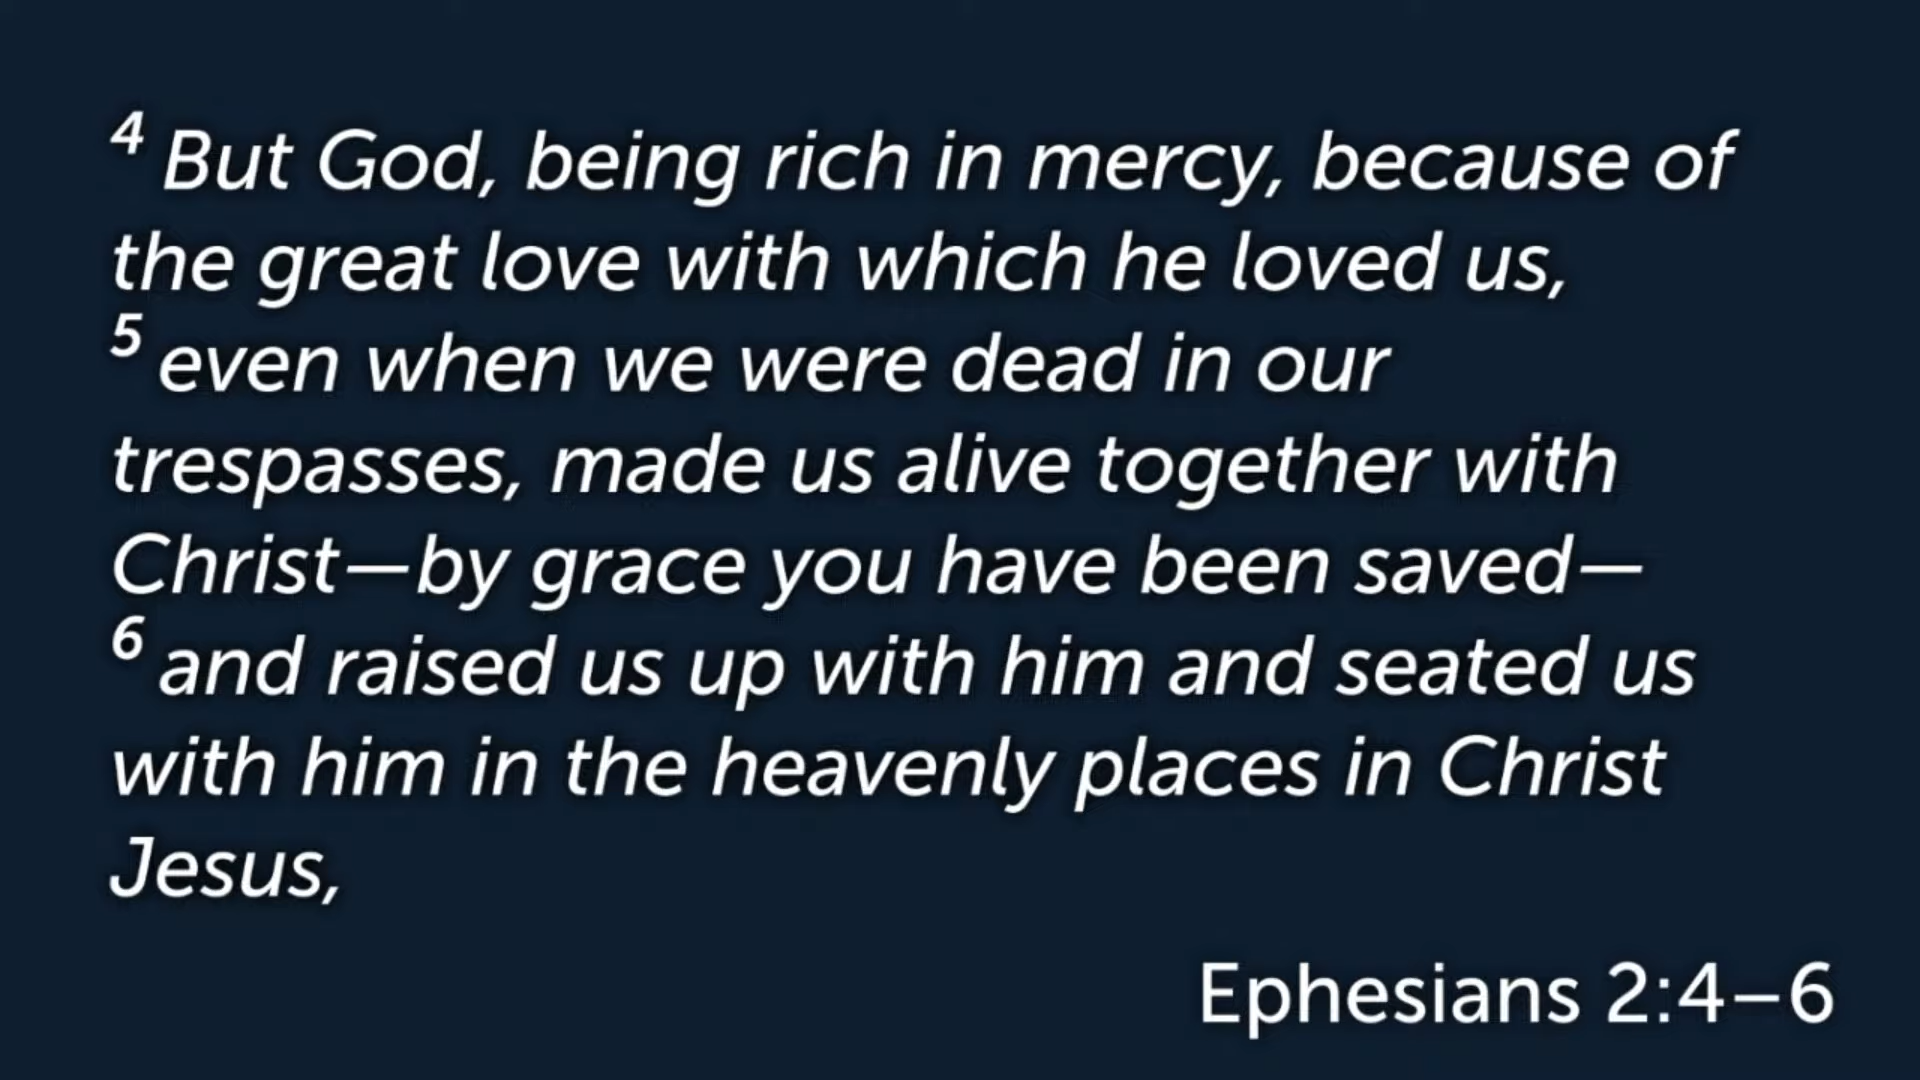 4 But God, being rich in mercy, because of
the great love with which he loved us,
5 even when we were dead in our
trespasses, made us alive together with
Christ—by grace you have been saved—
6 and raised us up with him and seated us
with him in the heavenly places in Christ
Jesus,
Ephesians 2:4–6